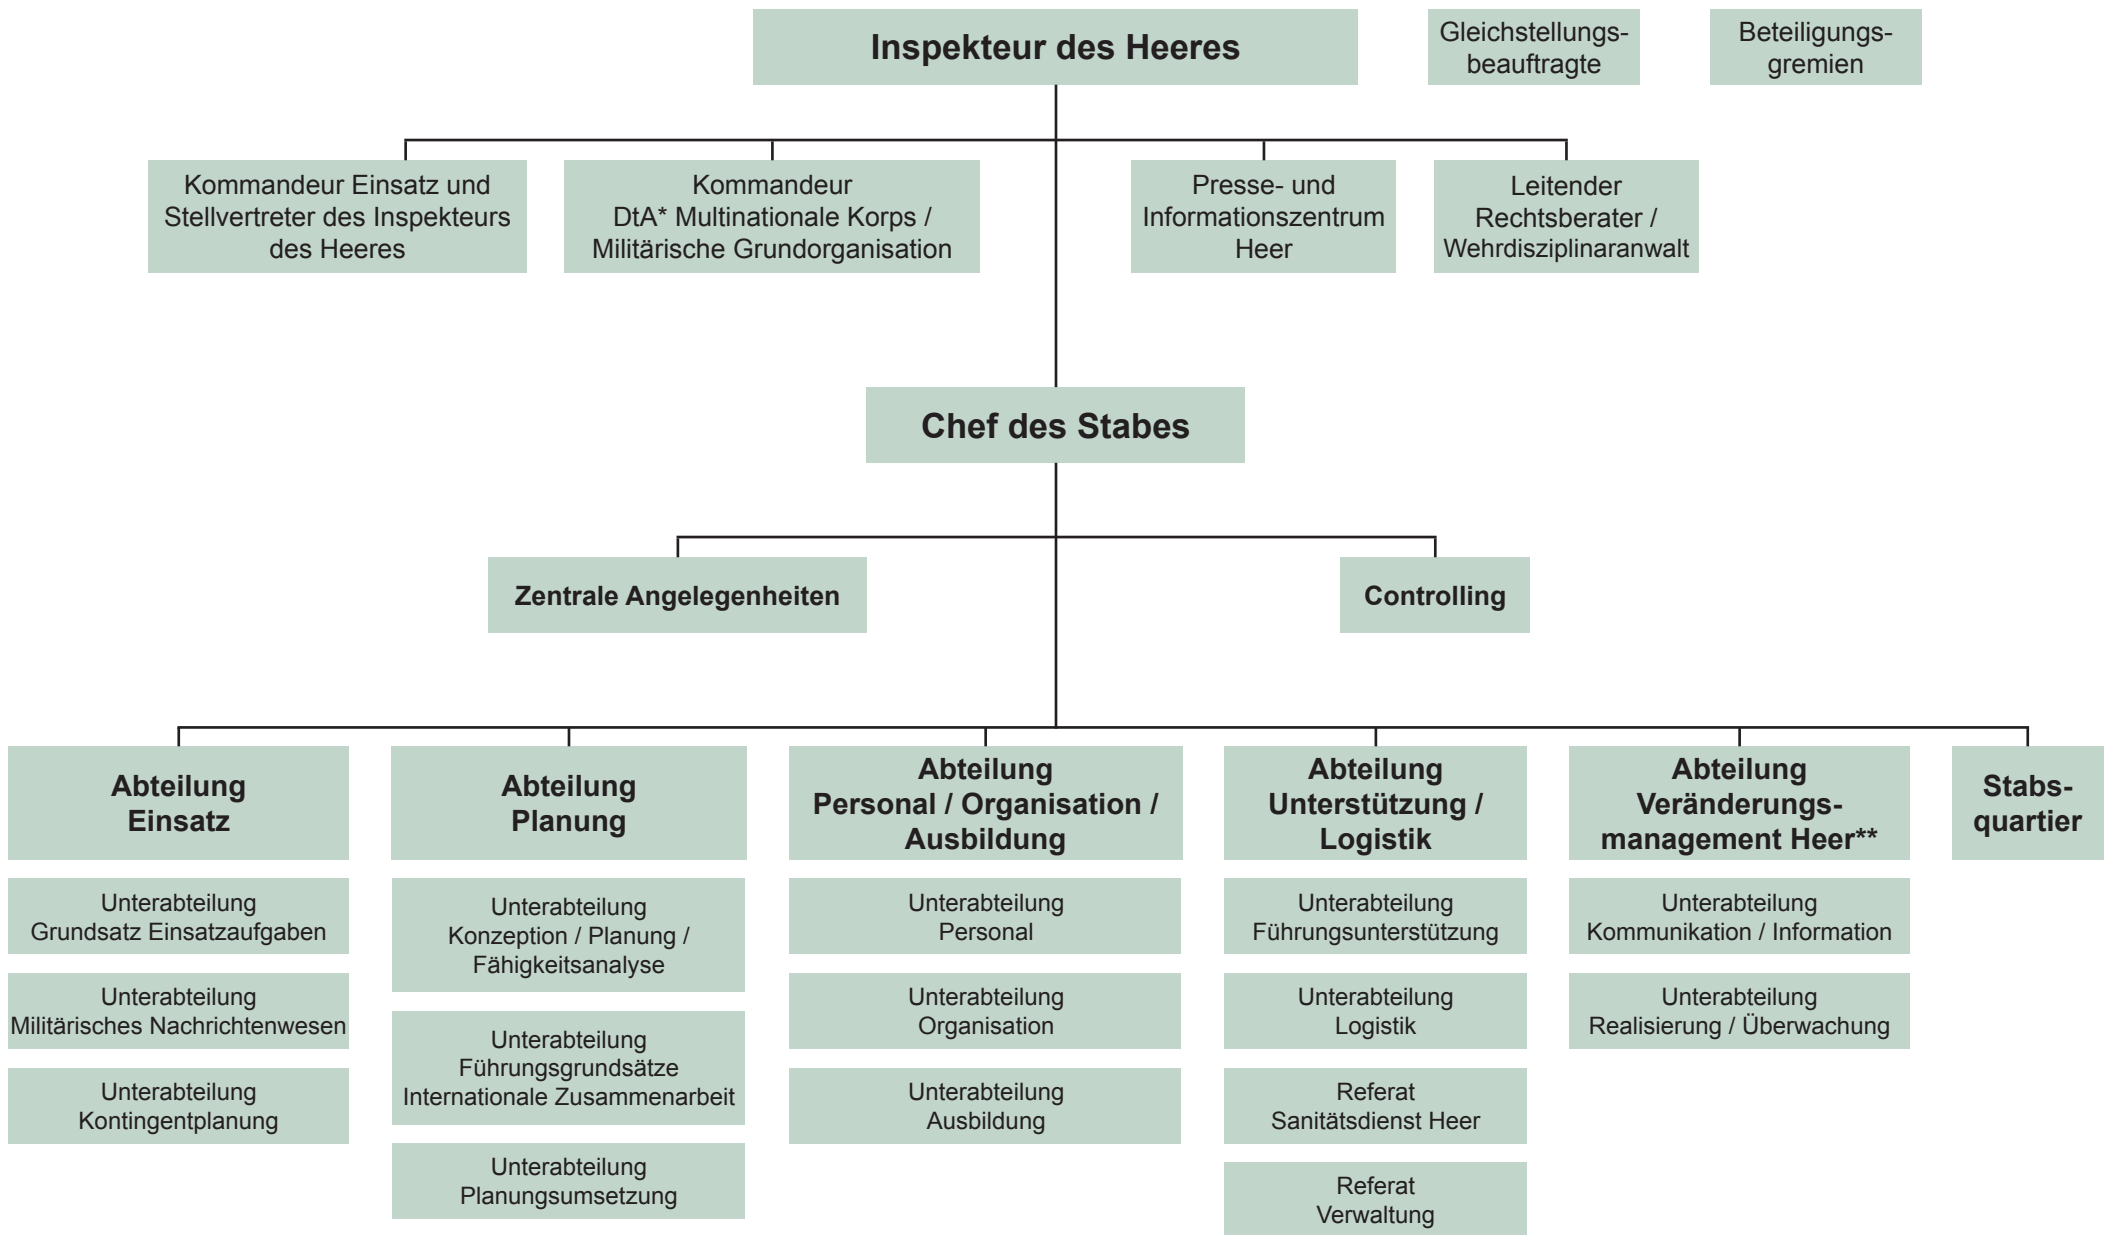 Inspekteur des Heeres
Gleichstellungs-
beauftragte
Beteiligungs-
gremien
Kommandeur Einsatz und
Stellvertreter des Inspekteurs
des Heeres
Kommandeur
DtA* Multinationale Korps /
Militärische Grundorganisation
Presse- und
Informationszentrum
Heer
Leitender
Rechtsberater /
Wehrdisziplinaranwalt
Chef des Stabes
Zentrale Angelegenheiten
Controlling
Abteilung
Einsatz
Abteilung
Planung
Abteilung
Personal / Organisation /
Ausbildung
Abteilung
Unterstützung /
Logistik
Abteilung
Veränderungs-
management Heer**
Stabs-
quartier
Unterabteilung
Grundsatz Einsatzaufgaben
Unterabteilung
Militärisches Nachrichtenwesen
Unterabteilung
Kontingentplanung
Unterabteilung
Konzeption / Planung /
Fähigkeitsanalyse
Unterabteilung
Führungsgrundsätze
Internationale Zusammenarbeit
Unterabteilung
Planungsumsetzung
Unterabteilung
Personal
Unterabteilung
Organisation
Unterabteilung
Ausbildung
Unterabteilung
Führungsunterstützung
Unterabteilung
Logistik
Referat
Sanitätsdienst Heer
Referat
Verwaltung
Unterabteilung
Kommunikation / Information
Unterabteilung
Realisierung / Überwachung